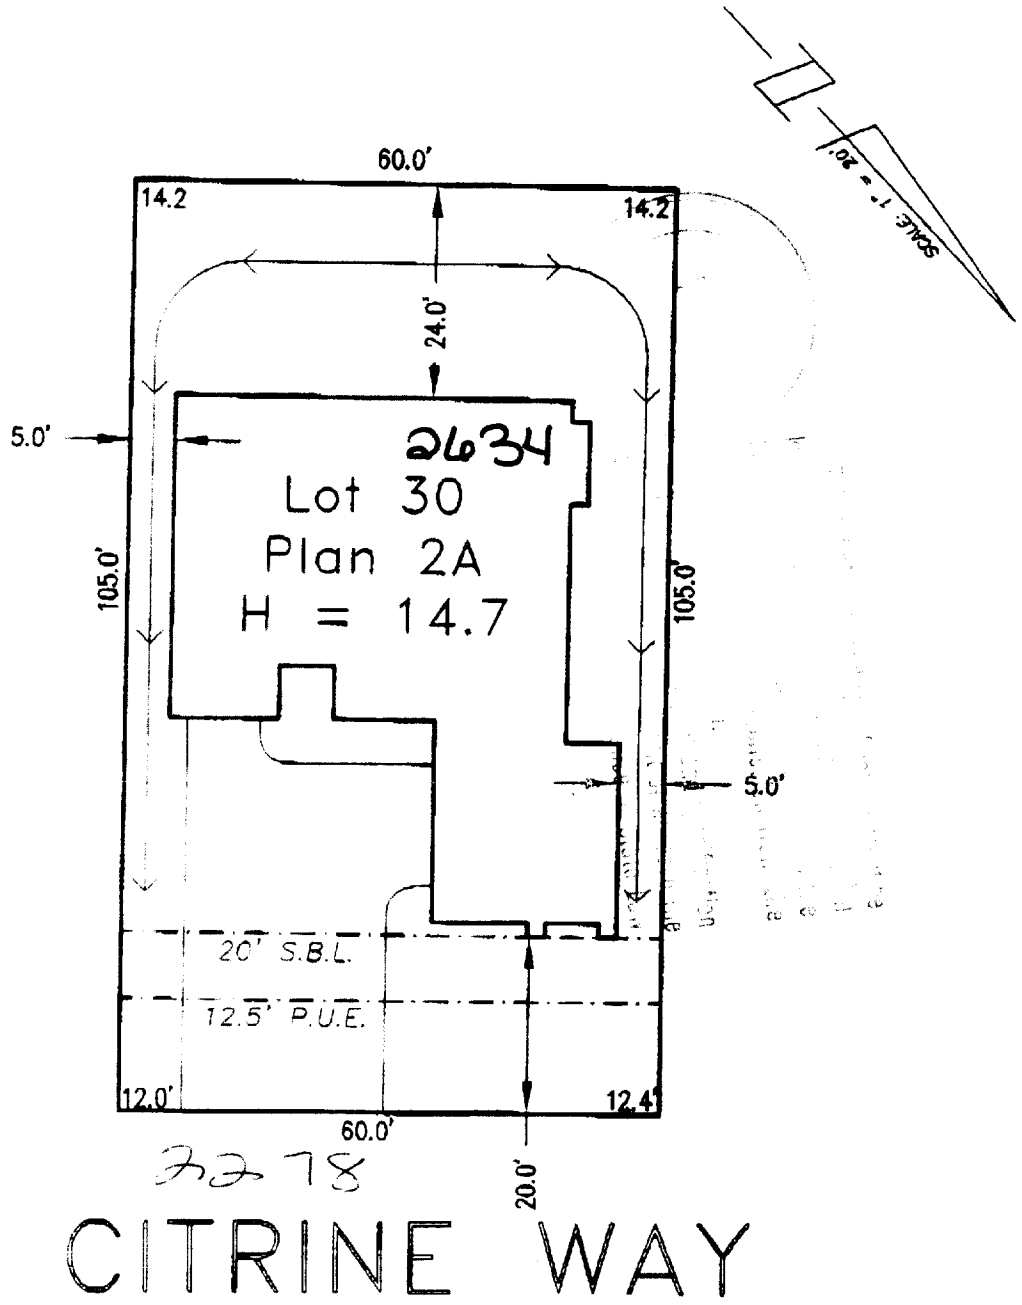 60.0'
14.2
14.2
SCALE: 1" = 20'
24.0'
5.0'
2634
Lot 30
Plan 2A
H = 14.7
105.0'
105.0'
5.0'
20' S.B.L.
12.5' P.U.E.
12.0'
12.4'
60.0'
20.0'
2278
CITRINE WAY